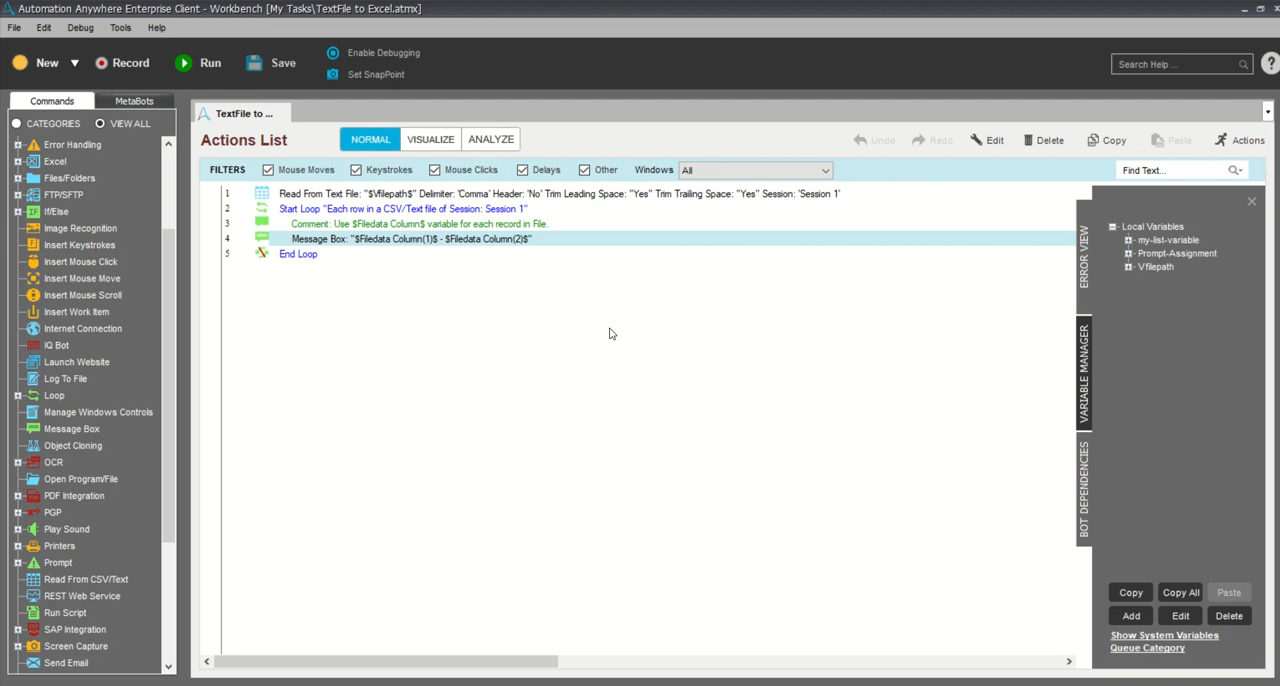 Automation Anywhere Enterprise Client - Workbench [My Tasks\TextFile to Excel.atmx]
File Edit Debug Tools Help
New Record Run Save Enable Debugging
Set SnapPoint
Search Help ... ?
Commands MetaBots
CATEGORIES VIEW ALL
Error Handling
Excel
Files/Folders
FTP/SFTP
If/Else
Image Recognition
Insert Keystrokes
Insert Mouse Click
Insert Mouse Move
Insert Mouse Scroll
Insert Work Item
Internet Connection
IQ Bot
Launch Website
Log To File
Loop
Manage Windows Controls
Message Box
Object Cloning
OCR
Open Program/File
PDF Integration
PGP
Play Sound
Printers
Prompt
Read From CSV/Text
REST Web Service
Run Script
SAP Integration
Screen Capture
Send Email
TextFile to ...
Actions List NORMAL VISUALIZE ANALYZE Undo Redo Edit Delete Copy Paste Actions
FILTERS Mouse Moves Keystrokes Mouse Clicks Delays Other Windows All Find Text...
1 Read From Text File: "$Vfilepath$" Delimiter: 'Comma' Header: 'No' Trim Leading Space: "Yes" Trim Trailing Space: "Yes" Session: 'Session 1'
2 Start Loop "Each row in a CSV/Text file of Session: Session 1"
3 Comment: Use $Filedata Column$ variable for each record in File.
4 Message Box: "$Filedata Column(1)$ - $Filedata Column(2)$"
5 End Loop
ERROR VIEW
VARIABLE MANAGER
BOT DEPENDENCIES
Local Variables
my-list-variable
Prompt-Assignment
Vfilepath
Copy Copy All Paste
Add Edit Delete
Show System Variables
Queue Category